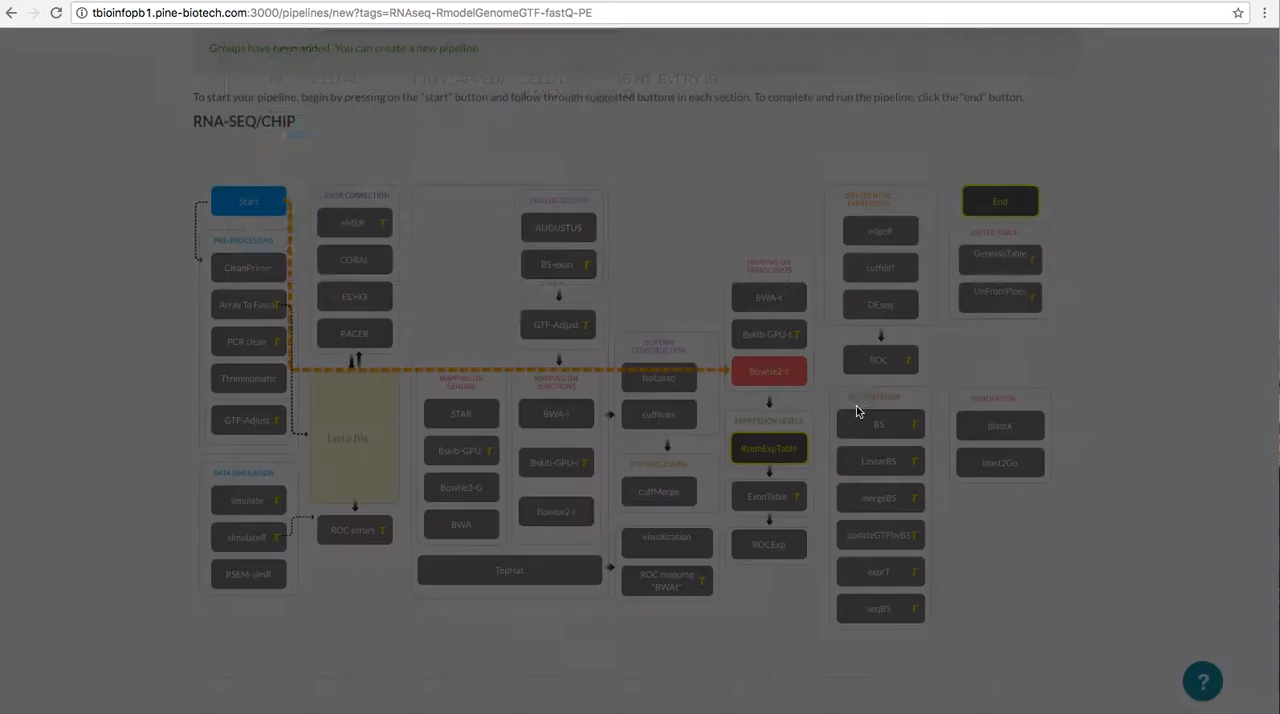 tbioinfopb1.pine-biotech.com:3000/pipelines/new?tags=RNAseq-RmodelGenomeGTF-fastQ-PE
Groups have been added. You can create a new pipeline.
To start your pipeline, begin by pressing on the "start" button and follow through suggested buttons in each section. To complete and run the pipeline, click the "end" button.
RNA-SEQ/CHIP
Start
PRE-PROCESSING
CleanPrimer
Array To Fasta T
PCR clean T
Ttrimmomatic
GTF-Adjust T
DATA SIMULATION
simulate T
simulateR T
RSEM-simR
ERROR CORRECTION
eMER T
CORAL
ECHO
RACER
fasta file
ROC errors T
MAPPING ON
GENOME
STAR
Bsklb-GPU T
Bowtie2-G
BWA
TopHat
AUGUSTUS
BS-exon T
GTF-Adjust T
MAPPING ON
JUNCTIONS
BWA-j
Bsklb-GPU-j T
Bowtie2-j
ISOFORM
CONSTRUCTION
IsoLasso
cufflinks
GTF PROCESSING
cuffMerge
visualization
ROC mapping T
"BWAt"
MAPPING ON
TRANSCRIPTS
BWA-t
Bsklb-GPU-t T
Bowtie2-t
EXPRESSION LEVELS
RsemExpTable
ExonTable T
ROCExp
DIFFERENTIAL
EXPRESSION
edgeR
cuffdiff
DEseq
ROC T
BS T
LinearBS T
mergeBS T
updateGTFbyBS T
exprT T
seqBS T
End
UNITED TABLE
GeneIsoTable T
UnFromPipes T
ANNOTATION
blastX
blast2Go
?